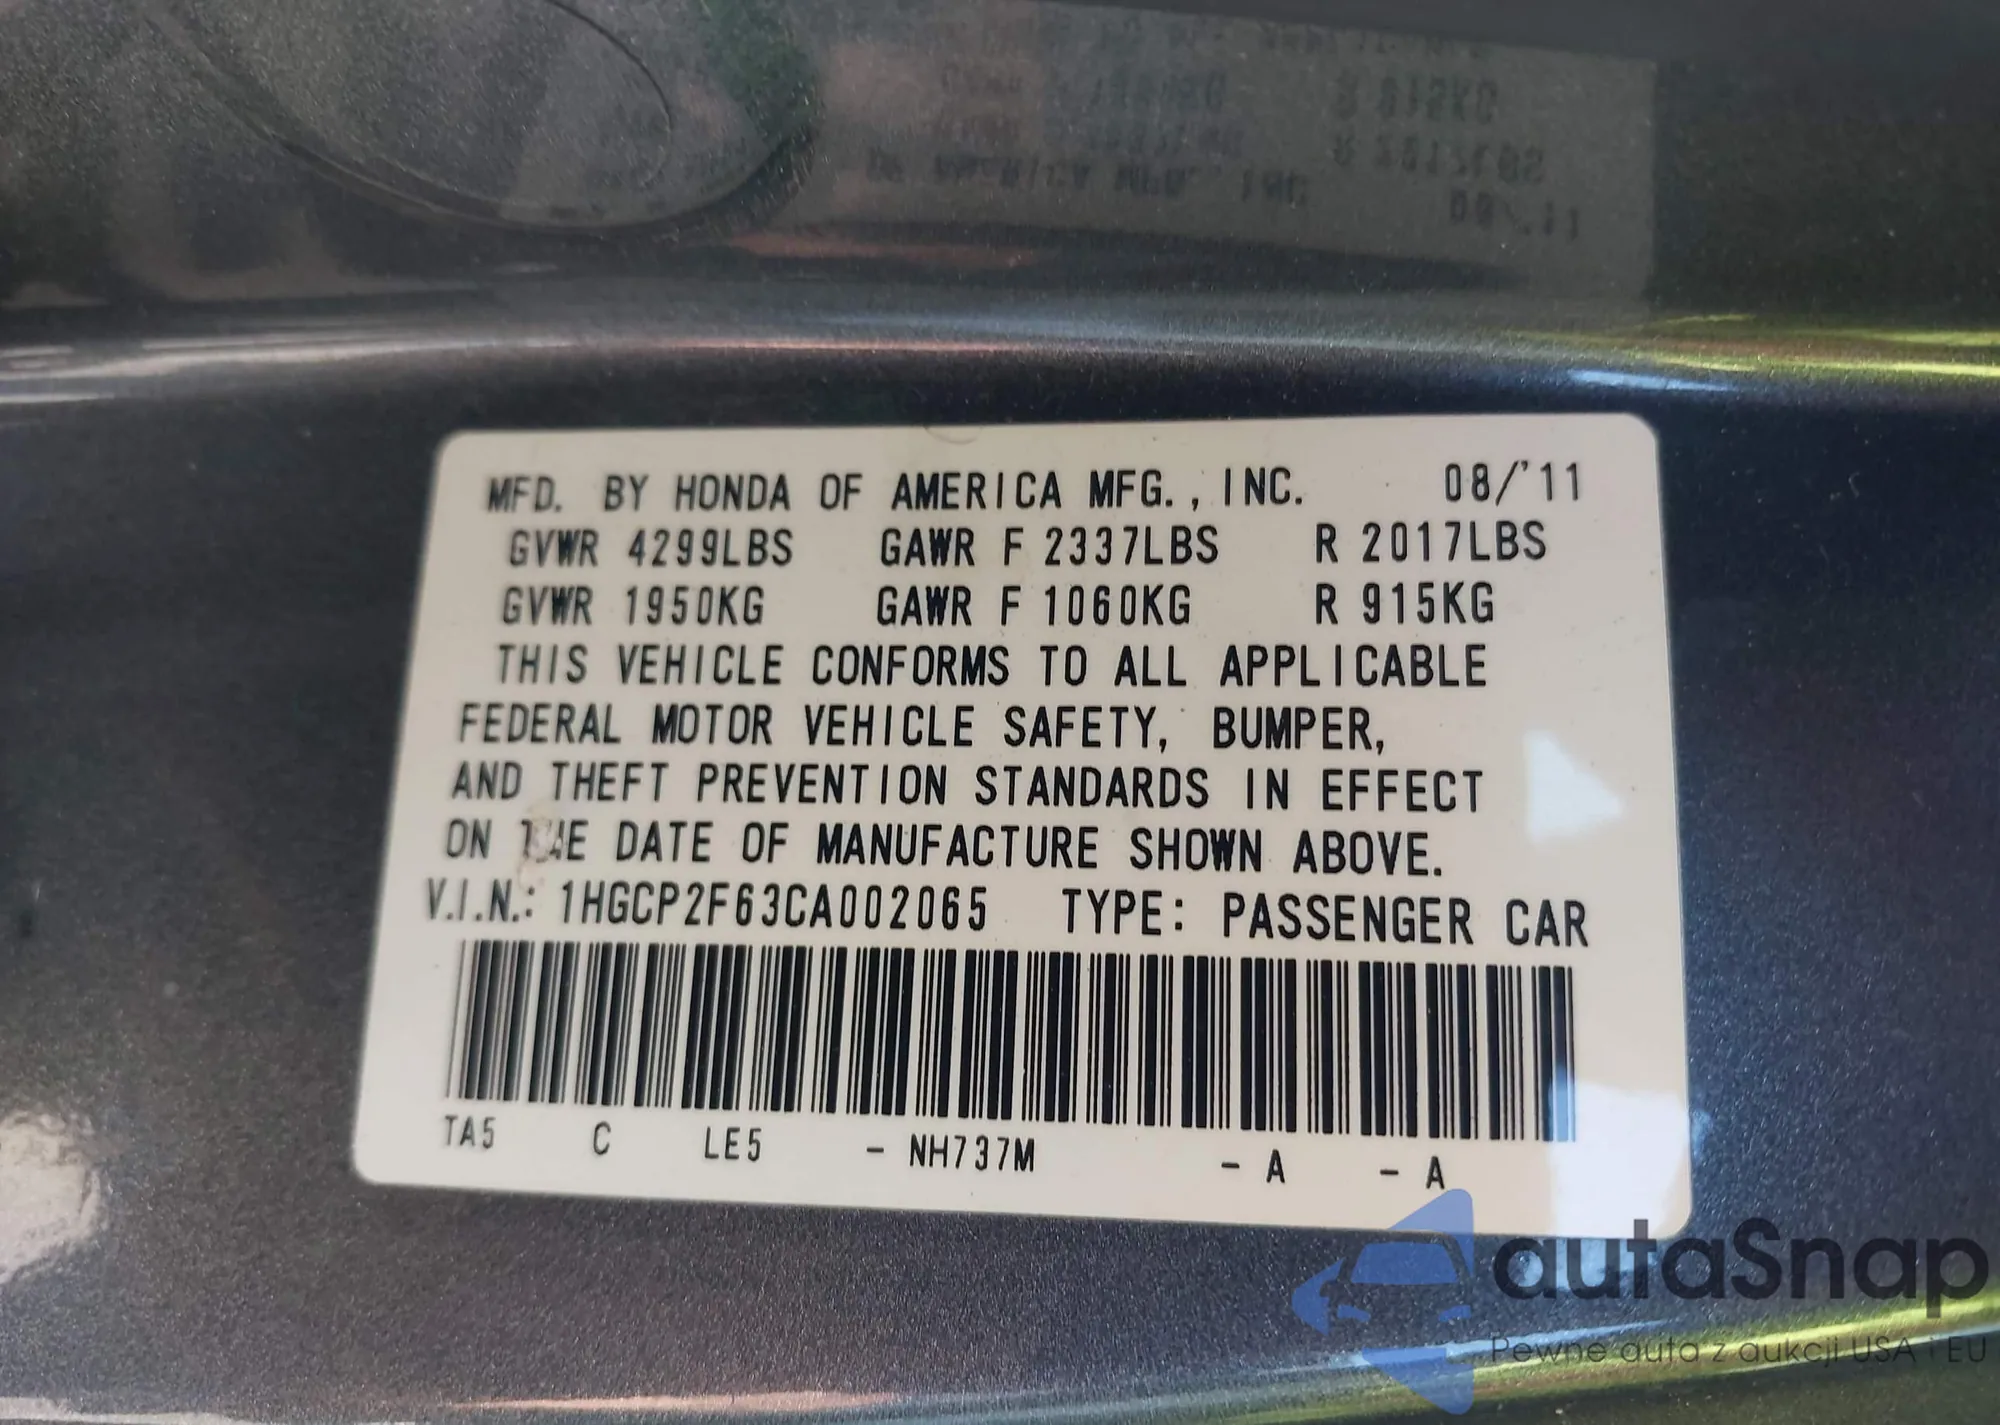 MFD. BY HONDA OF AMERICA MFG., INC. 08/'11
GVWR 4299LBS GAWR F 2337LBS R 2017LBS
GVWR 1950KG GAWR F 1060KG R 915KG
THIS VEHICLE CONFORMS TO ALL APPLICABLE
FEDERAL MOTOR VEHICLE SAFETY, BUMPER,
AND THEFT PREVENTION STANDARDS IN EFFECT
ON THE DATE OF MANUFACTURE SHOWN ABOVE.
V.I.N.: 1HGCP2F63CA002065 TYPE: PASSENGER CAR
TA5 C LE5 - NH737M - A - A
autaSnap
Pewne auta z aukcji USA i EU